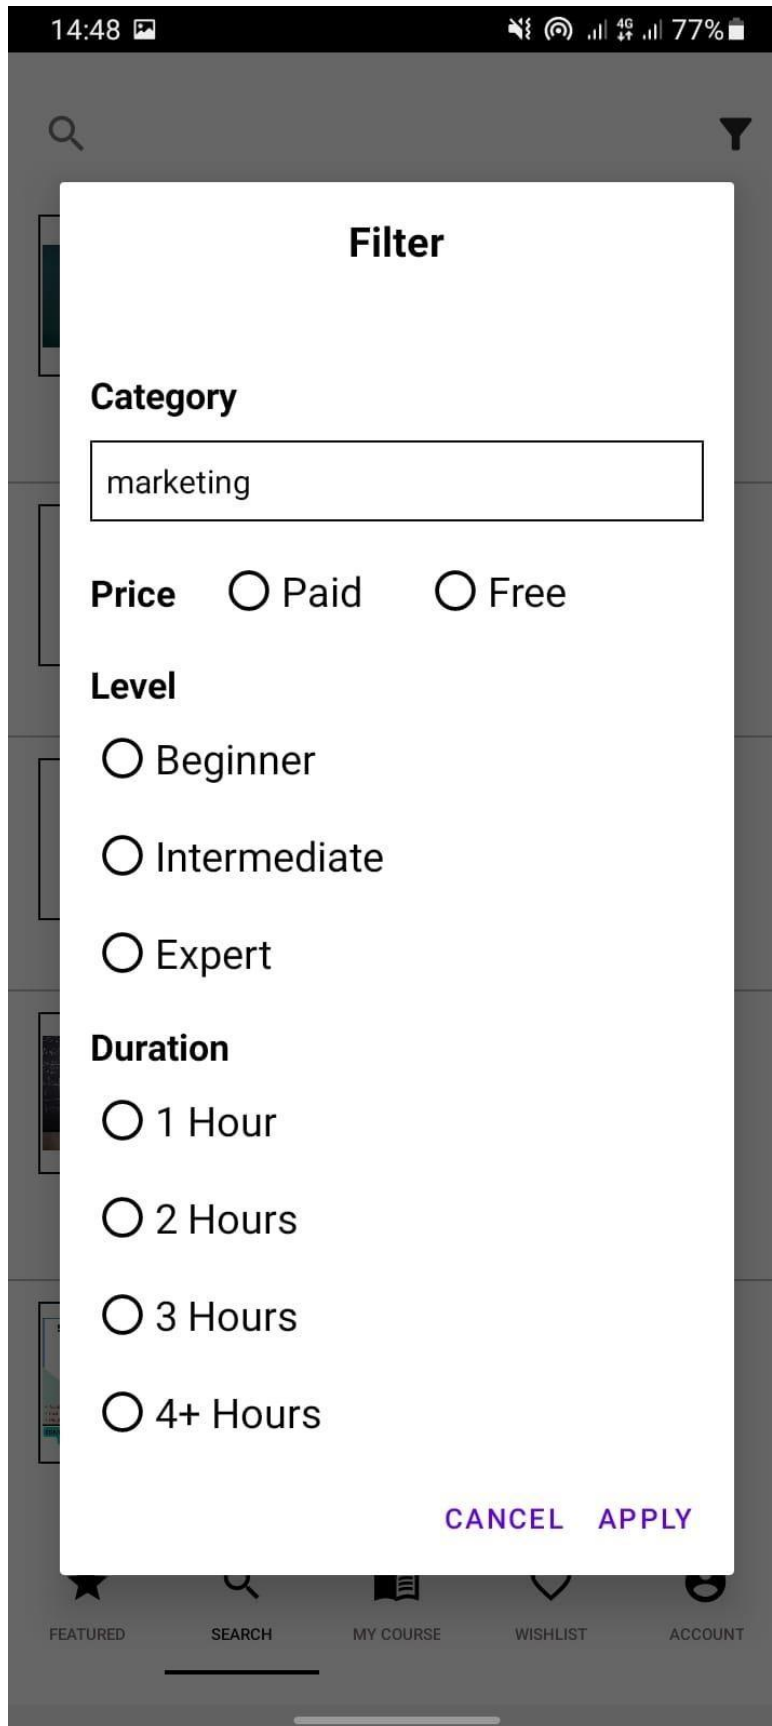 14:48 4G 77%
Filter
Category
marketing
Price Paid Free
Level
Beginner
Intermediate
Expert
Duration
1 Hour
2 Hours
3 Hours
4+ Hours
CANCEL APPLY
FEATURED SEARCH MY COURSE WISHLIST ACCOUNT